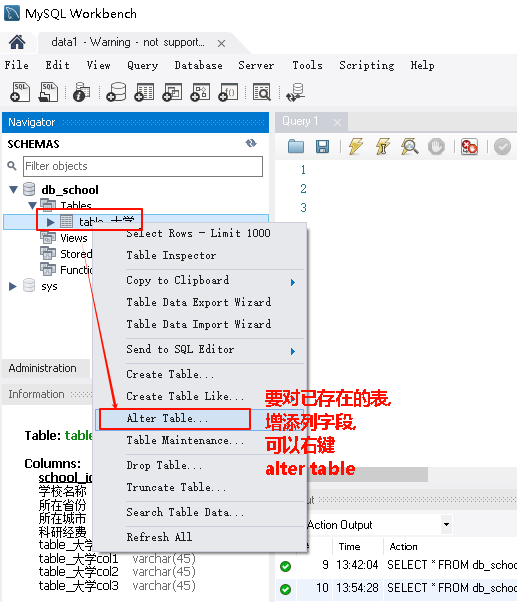 MySQL Workbench
data1 - Warning - not support...
File Edit View Query Database Server Tools Scripting Help
Navigator
Query 1
SCHEMAS
Filter objects
1
2
3
db_school
Tables
table_大学
Views
Stored
sys
Select Rows - Limit 1000
Table Inspector
Copy to Clipboard
Table Data Export Wizard
Table Data Import Wizard
Send to SQL Editor
Create Table...
Create Table Like...
Alter Table...
Table Maintenance...
Drop Table...
Truncate Table...
Search Table Data...
Refresh All
要对已存在的表,
增添列字段,
可以右键
alter table
Administration
Information
Table:
Columns:
学校名称
所在省份
所在城市
科研经费
table_大学
table_大学col1 varchar(45)
table_大学col2 varchar(45)
table_大学col3 varchar(45)
Action Output
Time Action
9 13:42:04 SELECT * FROM
10 13:54:28 SELECT * FROM